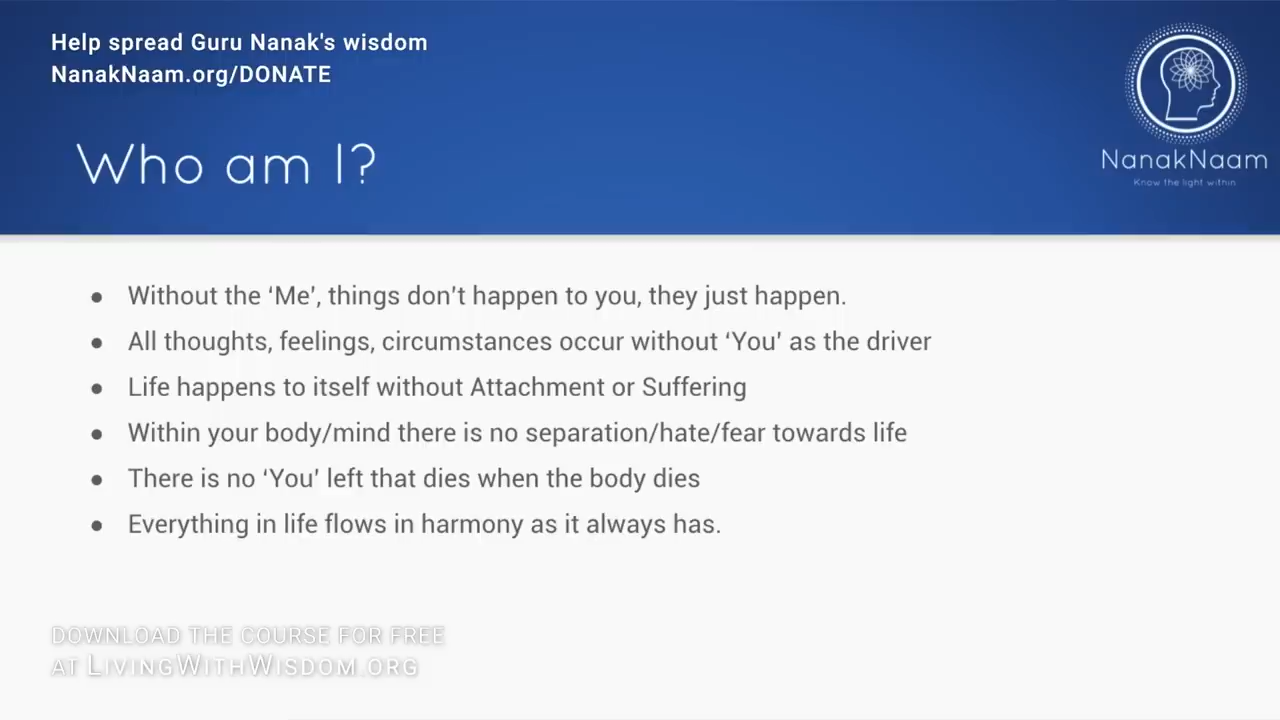 Help spread Guru Nanak's wisdom
NanakNaam.org/DONATE
NanakNaam
Know the light within
Who am I?
● Without the ‘Me’, things don’t happen to you, they just happen.
● All thoughts, feelings, circumstances occur without ‘You’ as the driver
● Life happens to itself without Attachment or Suffering
● Within your body/mind there is no separation/hate/fear towards life
● There is no ‘You’ left that dies when the body dies
● Everything in life flows in harmony as it always has.
DOWNLOAD THE COURSE FOR FREE
AT LIVINGWITHWISDOM.ORG